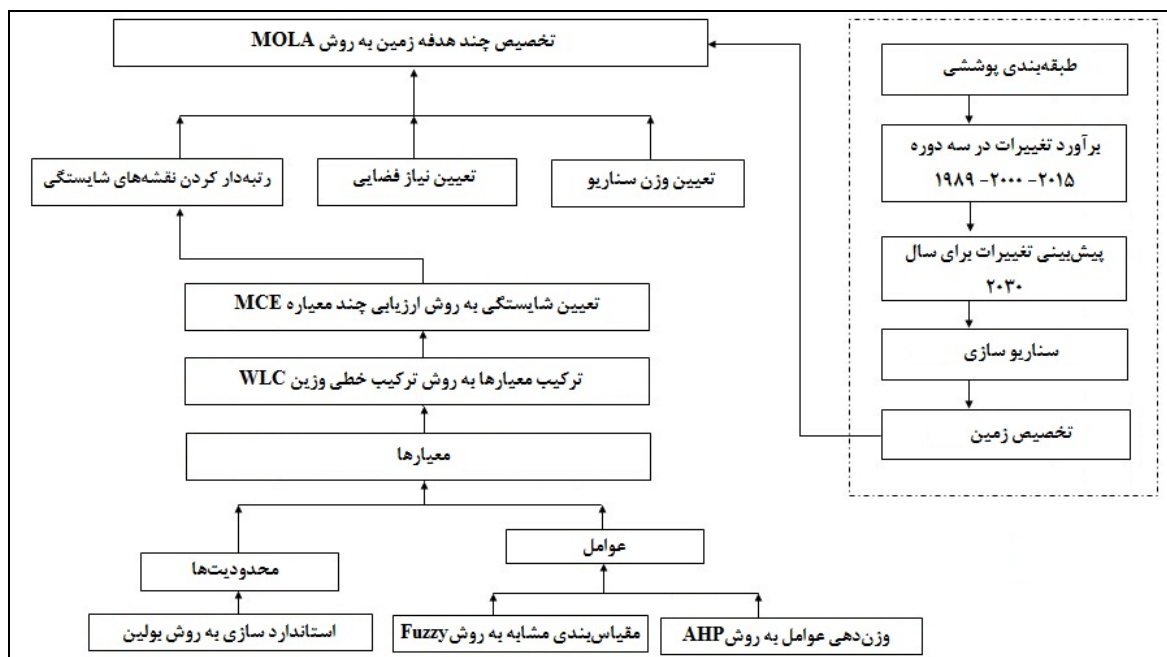 تخصیص چند هدفه زمین به روش MOLA
طبقه‌بندی پوششی
برآورد تغییرات در سه دوره
۲۰۱۵- ۲۰۰۰- ۱۹۸۹
رتبه‌دار کردن نقشه‌های شایستگی
تعیین نیاز فضایی
تعیین وزن سناریو
پیش‌بینی تغییرات برای سال
۲۰۳۰
تعیین شایستگی به روش ارزیابی چند معیاره MCE
سناریو سازی
ترکیب معیارها به روش ترکیب خطی وزین WLC
تخصیص زمین
معیارها
عوامل
محدودیت‌ها
استاندارد سازی به روش بولین
مقیاس‌بندی مشابه به روش Fuzzy
وزن‌دهی عوامل به روش AHP